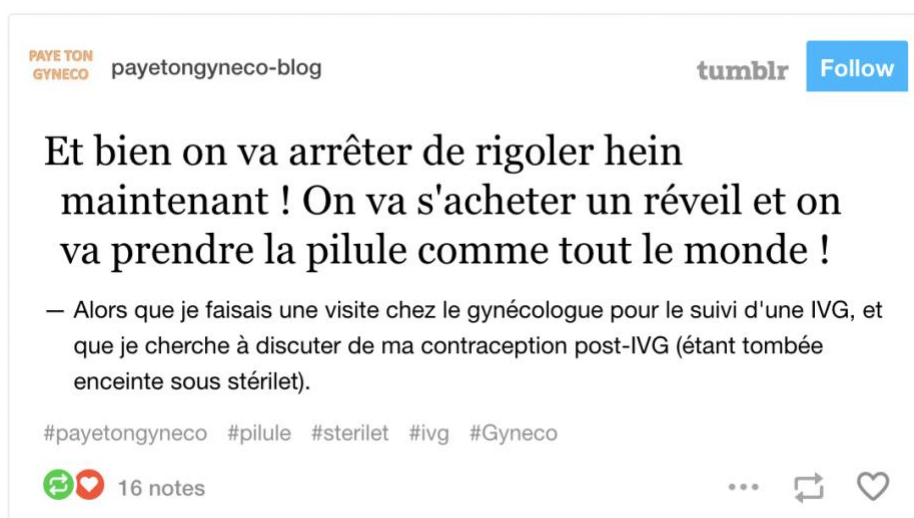 PAYE TON
GYNECO
payetongyneco-blog
tumblr
Follow
Et bien on va arrêter de rigoler hein
maintenant ! On va s'acheter un réveil et on
va prendre la pilule comme tout le monde !
— Alors que je faisais une visite chez le gynécologue pour le suivi d'une IVG, et
que je cherche à discuter de ma contraception post-IVG (étant tombée
enceinte sous stérilet).
#payetongyneco #pilule #sterilet #ivg #Gyneco
16 notes